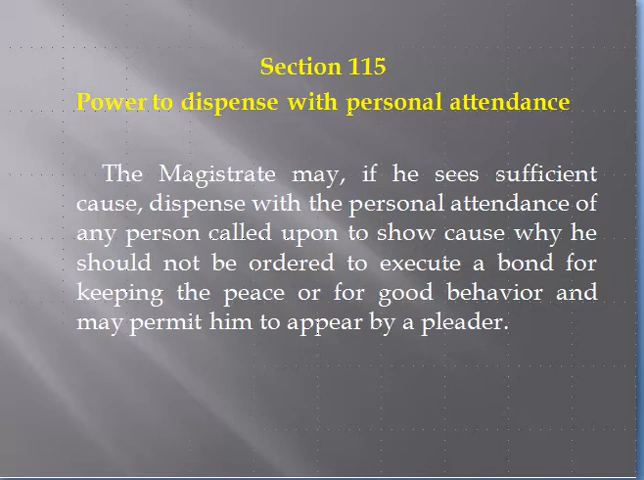 Section 115
Power to dispense with personal attendance
The Magistrate may, if he sees sufficient
cause, dispense with the personal attendance of
any person called upon to show cause why he
should not be ordered to execute a bond for
keeping the peace or for good behavior and
may permit him to appear by a pleader.